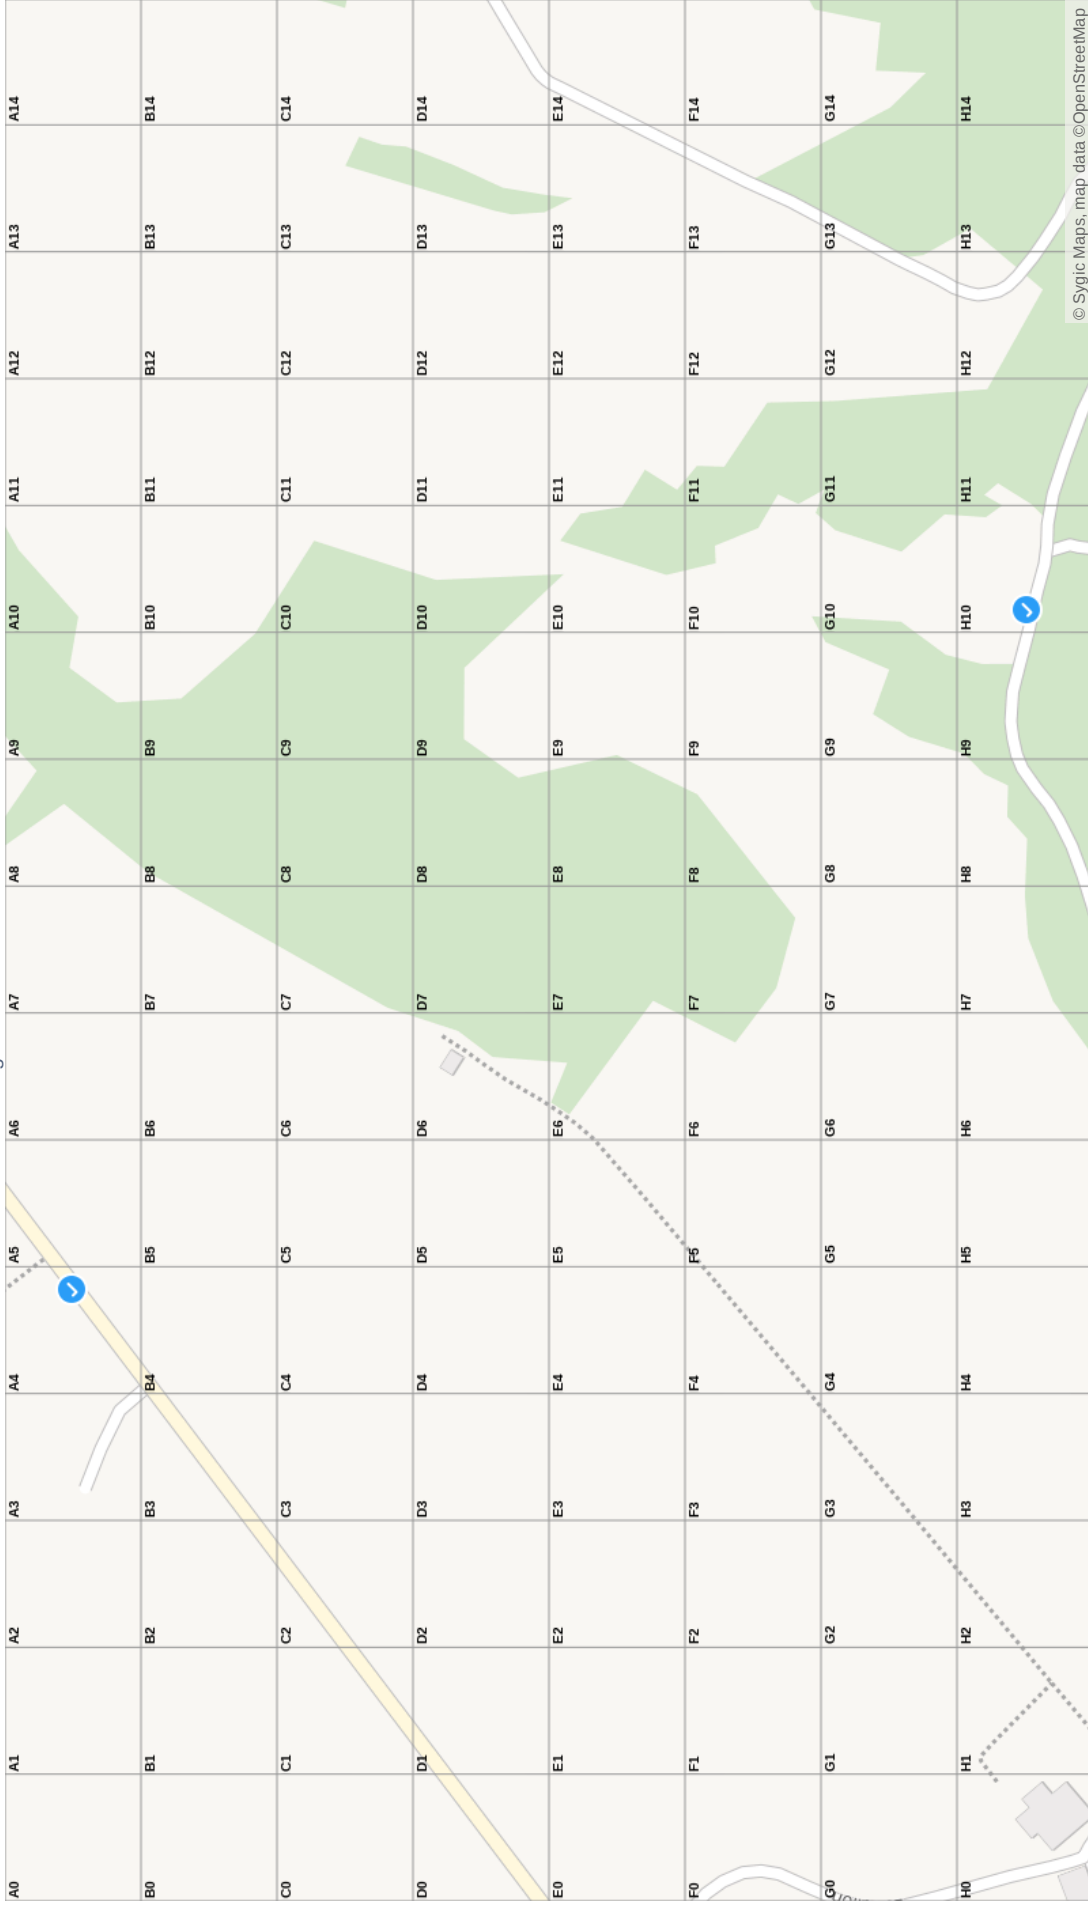 A0 A1 A2 A3 A4 A5 A6 A7 A8 A9 A10 A11 A12 A13 A14
B0 B1 B2 B3 B4 B5 B6 B7 B8 B9 B10 B11 B12 B13 B14
C0 C1 C2 C3 C4 C5 C6 C7 C8 C9 C10 C11 C12 C13 C14
D0 D1 D2 D3 D4 D5 D6 D7 D8 D9 D10 D11 D12 D13 D14
E0 E1 E2 E3 E4 E5 E6 E7 E8 E9 E10 E11 E12 E13 E14
F0 F1 F2 F3 F4 F5 F6 F7 F8 F9 F10 F11 F12 F13 F14
G0 G1 G2 G3 G4 G5 G6 G7 G8 G9 G10 G11 G12 G13 G14
H0 H1 H2 H3 H4 H5 H6 H7 H8 H9 H10 H11 H12 H13 H14
© Sygic Maps, map data ©OpenStreetMap